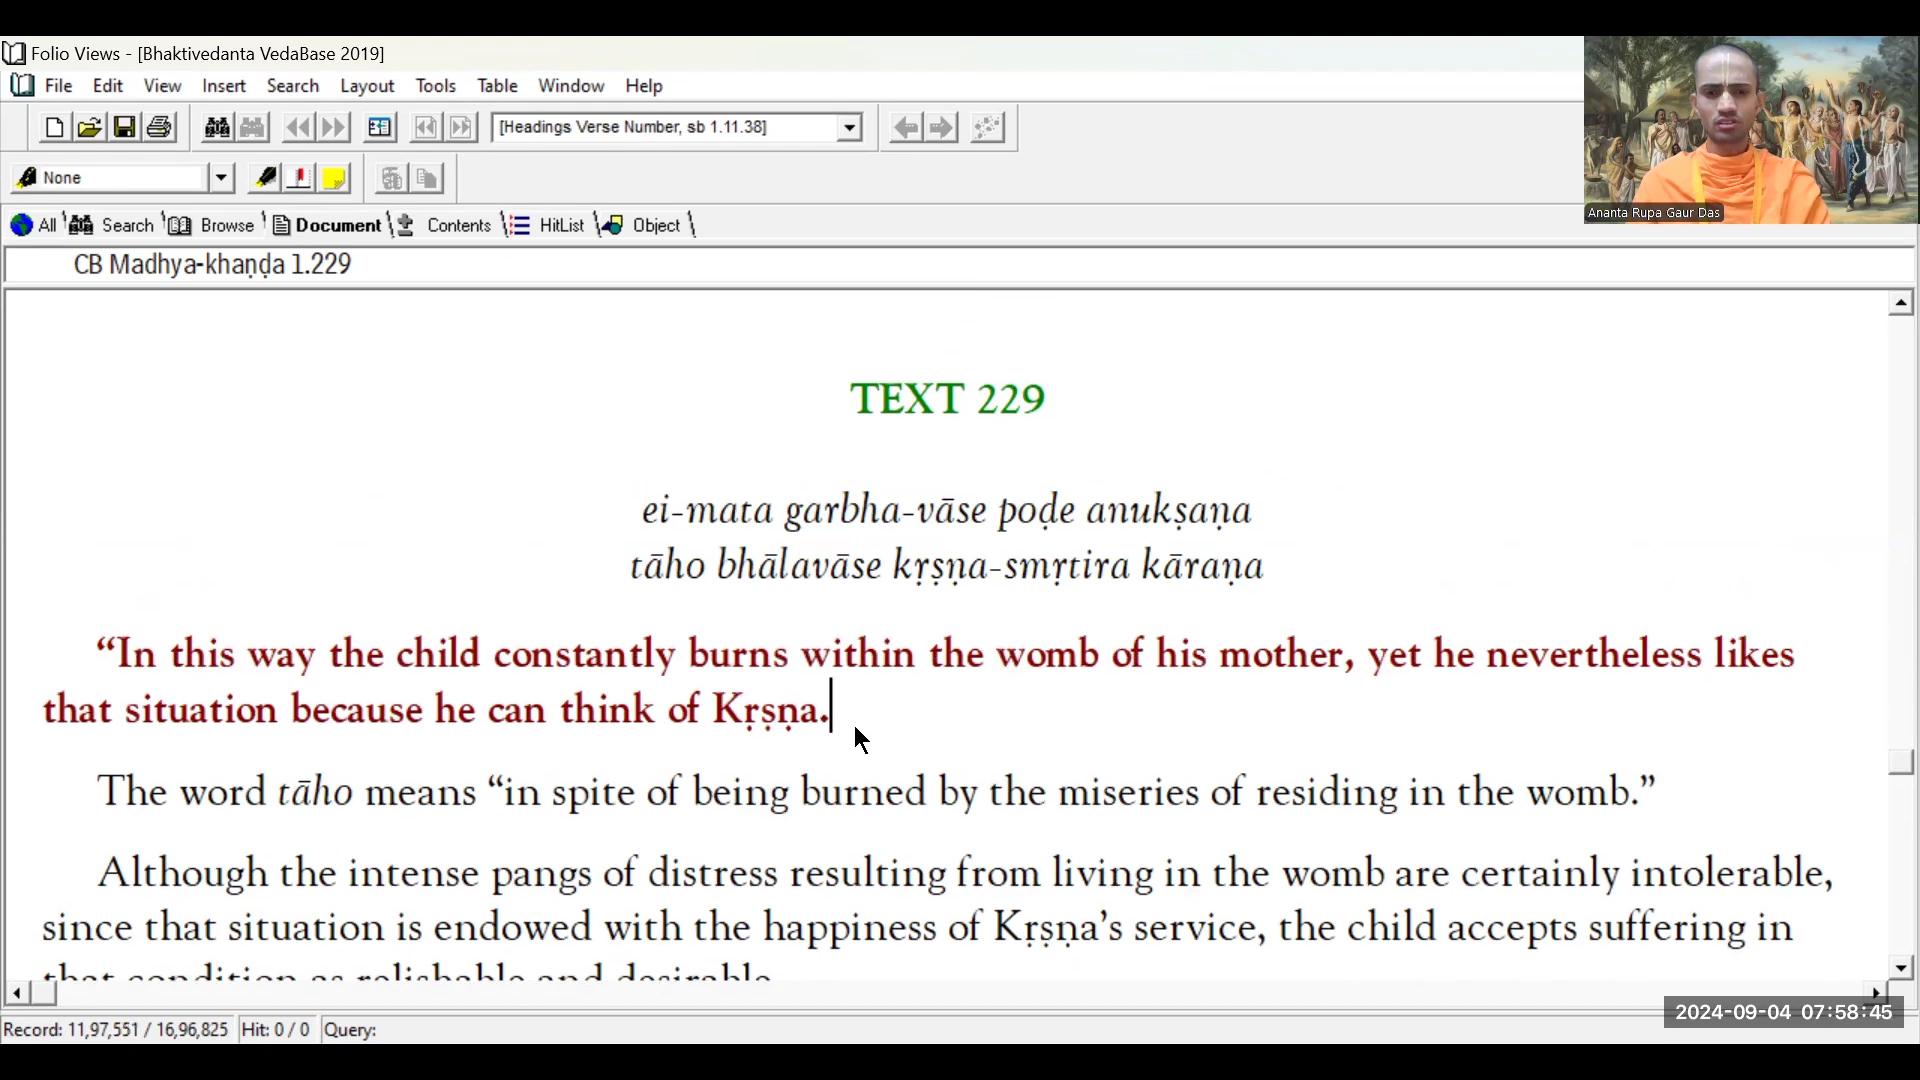 Folio Views - [Bhaktivedanta VedaBase 2019]
File Edit View Insert Search Layout Tools Table Window Help
[Headings Verse Number, sb 1.11.38]
None
All Search Browse Document Contents HitList Object
Ananta Rupa Gaur Das
CB Madhya-khaṇḍa 1.229
TEXT 229
ei-mata garbha-vāse poḍe anukṣaṇa
tāho bhālavāse kṛṣṇa-smṛtira kāraṇa
“In this way the child constantly burns within the womb of his mother, yet he nevertheless likes
that situation because he can think of Kṛṣṇa.
The word tāho means “in spite of being burned by the miseries of residing in the womb.”
Although the intense pangs of distress resulting from living in the womb are certainly intolerable,
since that situation is endowed with the happiness of Kṛṣṇa’s service, the child accepts suffering in
that condition as relishable and desirable.
Record: 11,97,551 / 16,96,825 Hit: 0 / 0 Query:
2024-09-04 07:58:45